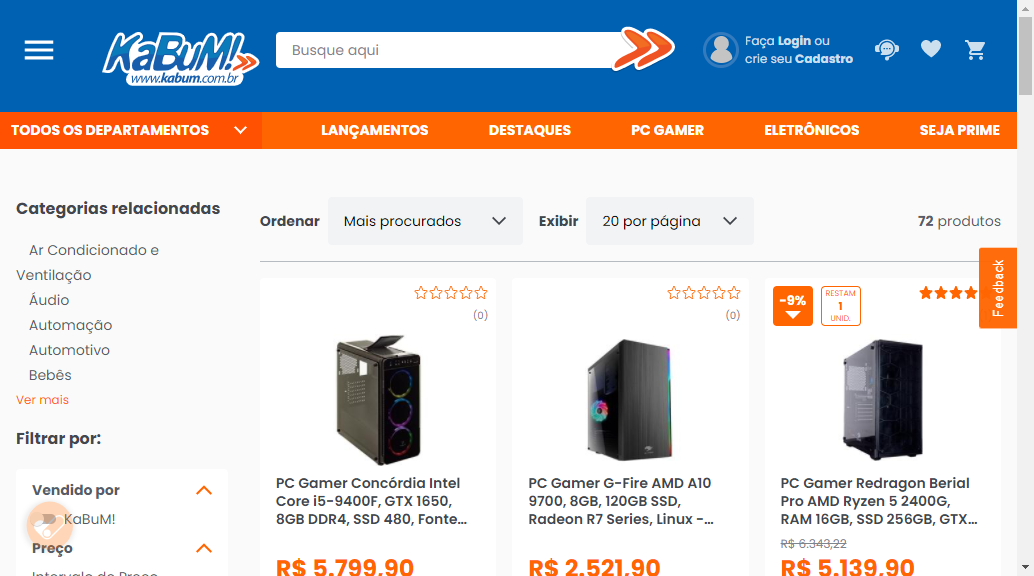 KaBuM!
www.kabum.com.br
Busque aqui
Faça Login ou
crie seu Cadastro
TODOS OS DEPARTAMENTOS
LANÇAMENTOS
DESTAQUES
PC GAMER
ELETRÔNICOS
SEJA PRIME
Categorias relacionadas
Ar Condicionado e
Ventilação
Áudio
Automação
Automotivo
Bebês
Ver mais
Filtrar por:
Vendido por
KaBuM!
Preço
Intervalo de Preço
Ordenar
Mais procurados
Exibir
20 por página
72 produtos
Feedback
(0)
PC Gamer Concórdia Intel
Core i5-9400F, GTX 1650,
8GB DDR4, SSD 480, Fonte...
R$ 5.799,90
(0)
PC Gamer G-Fire AMD A10
9700, 8GB, 120GB SSD,
Radeon R7 Series, Linux -...
R$ 2.521,90
-9%
RESTAM
1
UNID.
PC Gamer Redragon Berial
Pro AMD Ryzen 5 2400G,
RAM 16GB, SSD 256GB, GTX...
R$ 6.343,22
R$ 5.139,90